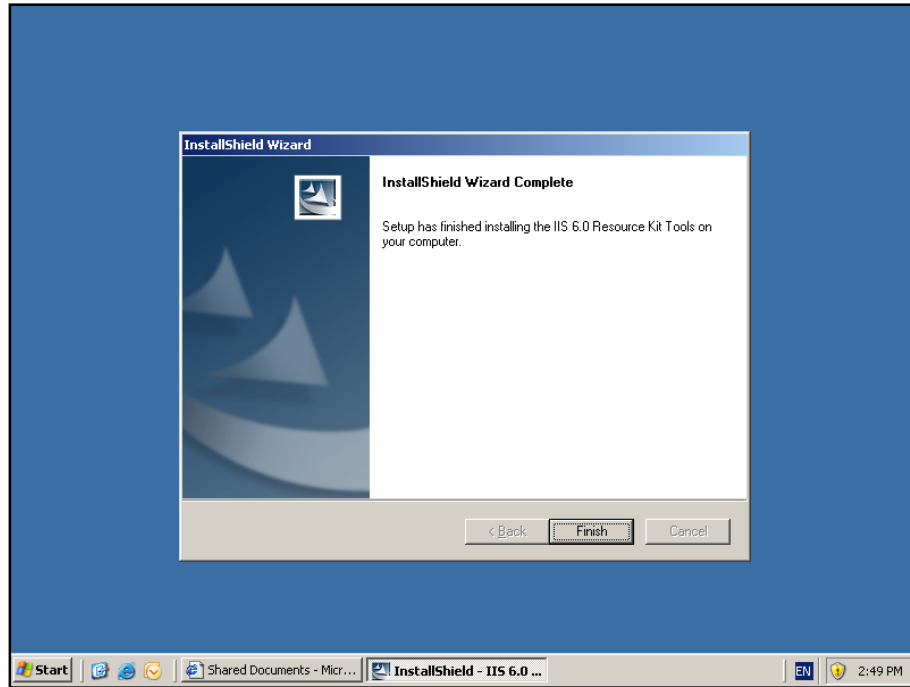 InstallShield Wizard
InstallShield Wizard Complete
Setup has finished installing the IIS 6.0 Resource Kit Tools on
your computer.
< Back
Finish
Cancel
Start
Shared Documents - Micr...
InstallShield - IIS 6.0 ...
EN
2:49 PM